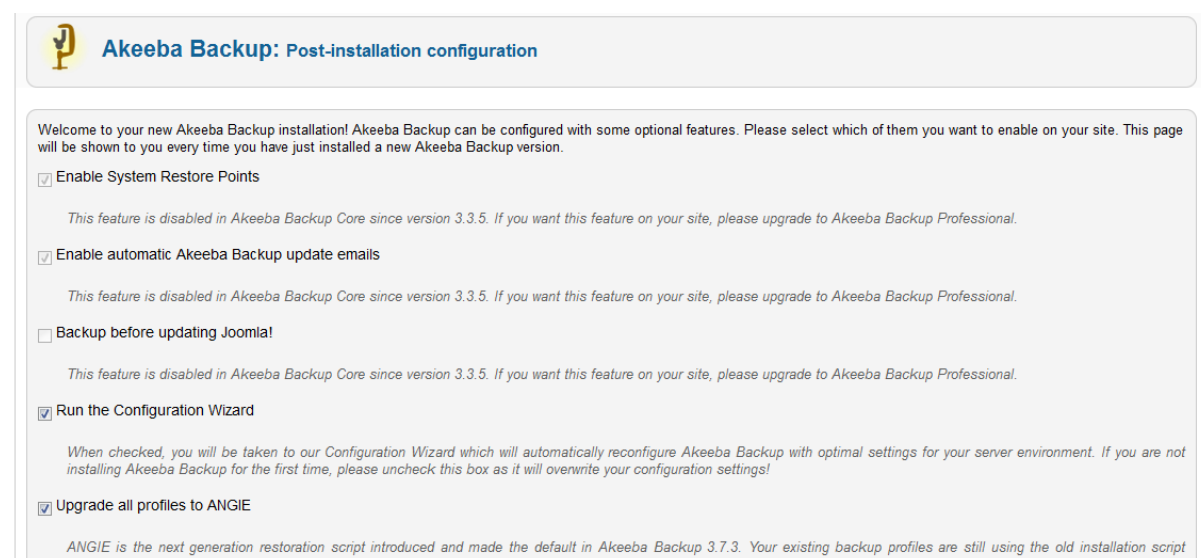 Akeeba Backup: Post-installation configuration
Welcome to your new Akeeba Backup installation! Akeeba Backup can be configured with some optional features. Please select which of them you want to enable on your site. This page
will be shown to you every time you have just installed a new Akeeba Backup version.
Enable System Restore Points
This feature is disabled in Akeeba Backup Core since version 3.3.5. If you want this feature on your site, please upgrade to Akeeba Backup Professional.
Enable automatic Akeeba Backup update emails
This feature is disabled in Akeeba Backup Core since version 3.3.5. If you want this feature on your site, please upgrade to Akeeba Backup Professional.
Backup before updating Joomla!
This feature is disabled in Akeeba Backup Core since version 3.3.5. If you want this feature on your site, please upgrade to Akeeba Backup Professional.
Run the Configuration Wizard
When checked, you will be taken to our Configuration Wizard which will automatically reconfigure Akeeba Backup with optimal settings for your server environment. If you are not
installing Akeeba Backup for the first time, please uncheck this box as it will overwrite your configuration settings!
Upgrade all profiles to ANGIE
ANGIE is the next generation restoration script introduced and made the default in Akeeba Backup 3.7.3. Your existing backup profiles are still using the old installation script